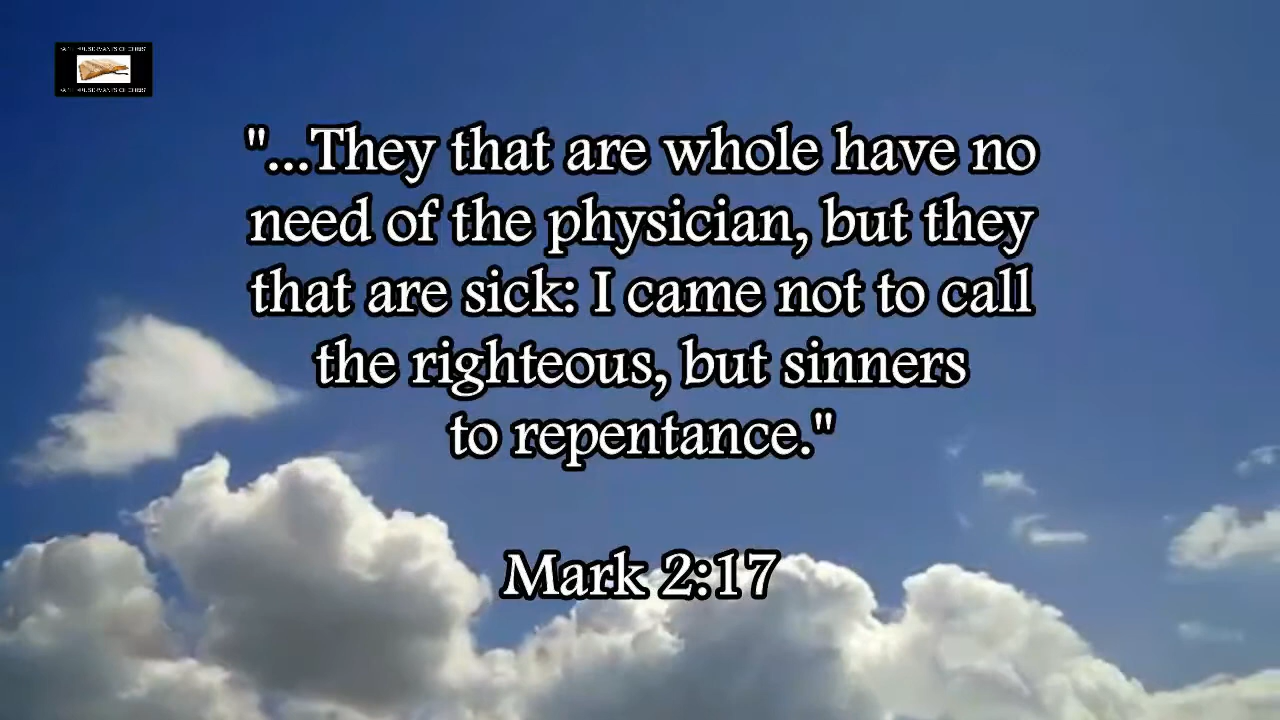 "...They that are whole have no
need of the physician, but they
that are sick: I came not to call
the righteous, but sinners
to repentance."
Mark 2:17